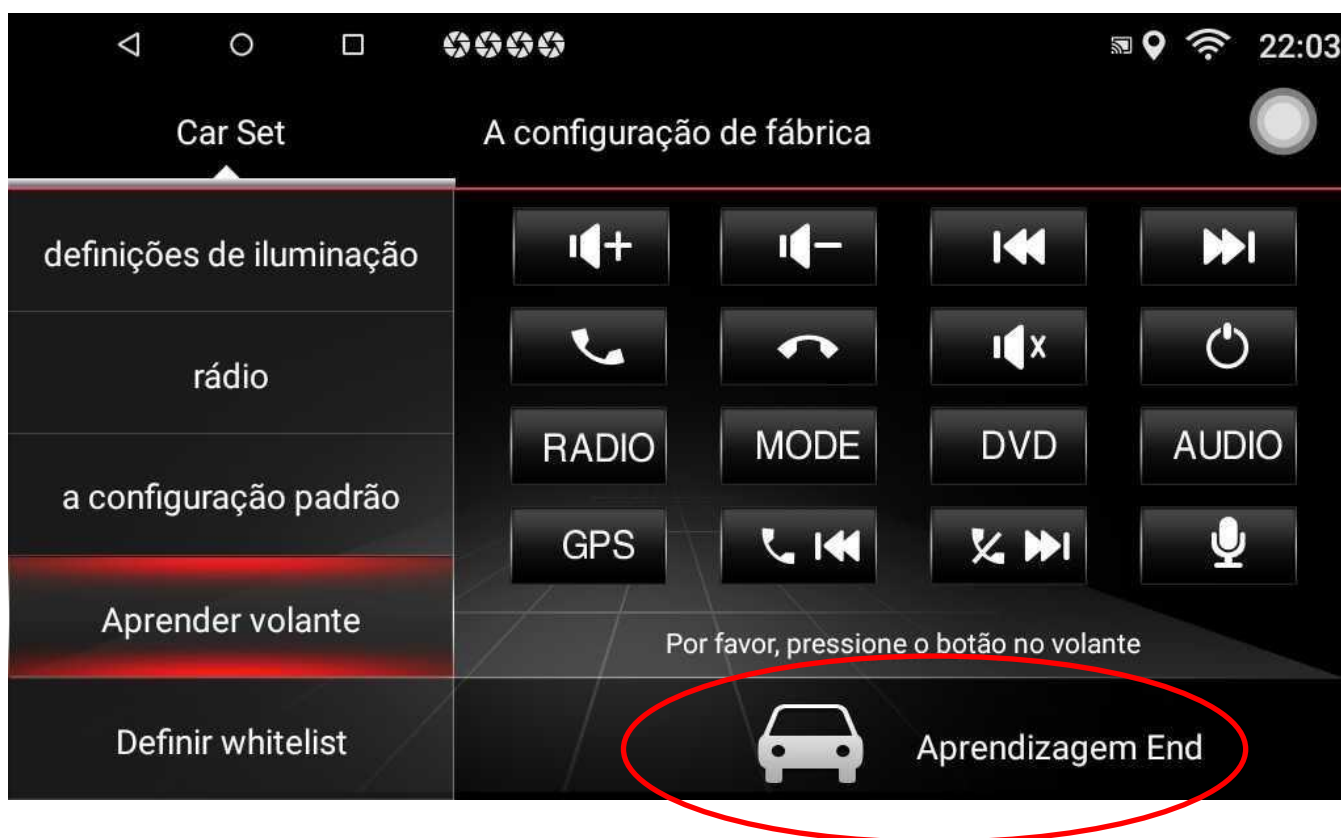 22:03
Car Set
A configuração de fábrica
definições de iluminação
rádio
a configuração padrão
Aprender volante
Definir whitelist
RADIO MODE DVD AUDIO
GPS
Por favor, pressione o botão no volante
Aprendizagem End